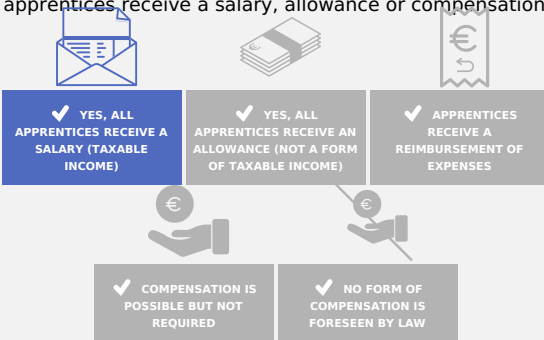 apprentices receive a salary, allowance or compensation
YES, ALL
APPRENTICES RECEIVE A
SALARY (TAXABLE
INCOME)
YES, ALL
APPRENTICES RECEIVE AN
ALLOWANCE (NOT A FORM
OF TAXABLE INCOME)
APPRENTICES
RECEIVE A
REIMBURSEMENT OF
EXPENSES
COMPENSATION IS
POSSIBLE BUT NOT
REQUIRED
NO FORM OF
COMPENSATION IS
FORESEEN BY LAW